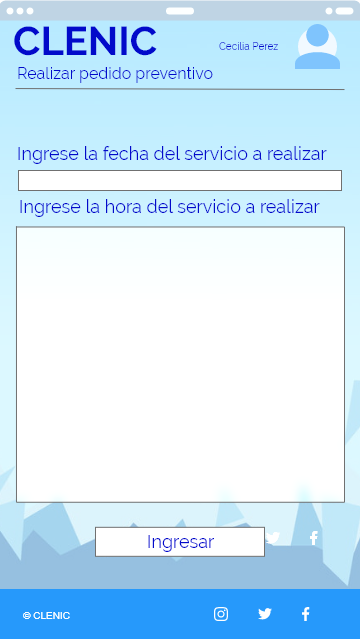 CLENIC
Cecilia Perez
Realizar pedido preventivo
Ingrese la fecha del servicio a realizar
Ingrese la hora del servicio a realizar
Ingresar
© CLENIC